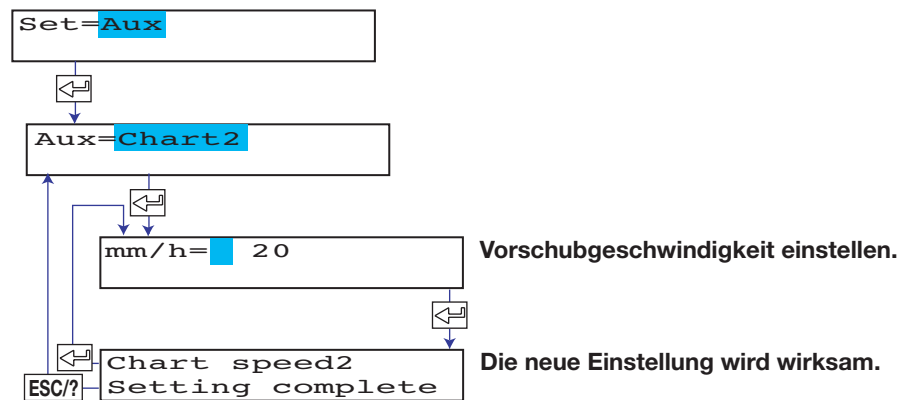 Set=Aux
Aux=Chart2
mm/h= 20
Vorschubgeschwindigkeit einstellen.
Chart speed2
Die neue Einstellung wird wirksam.
ESC/?
Setting complete